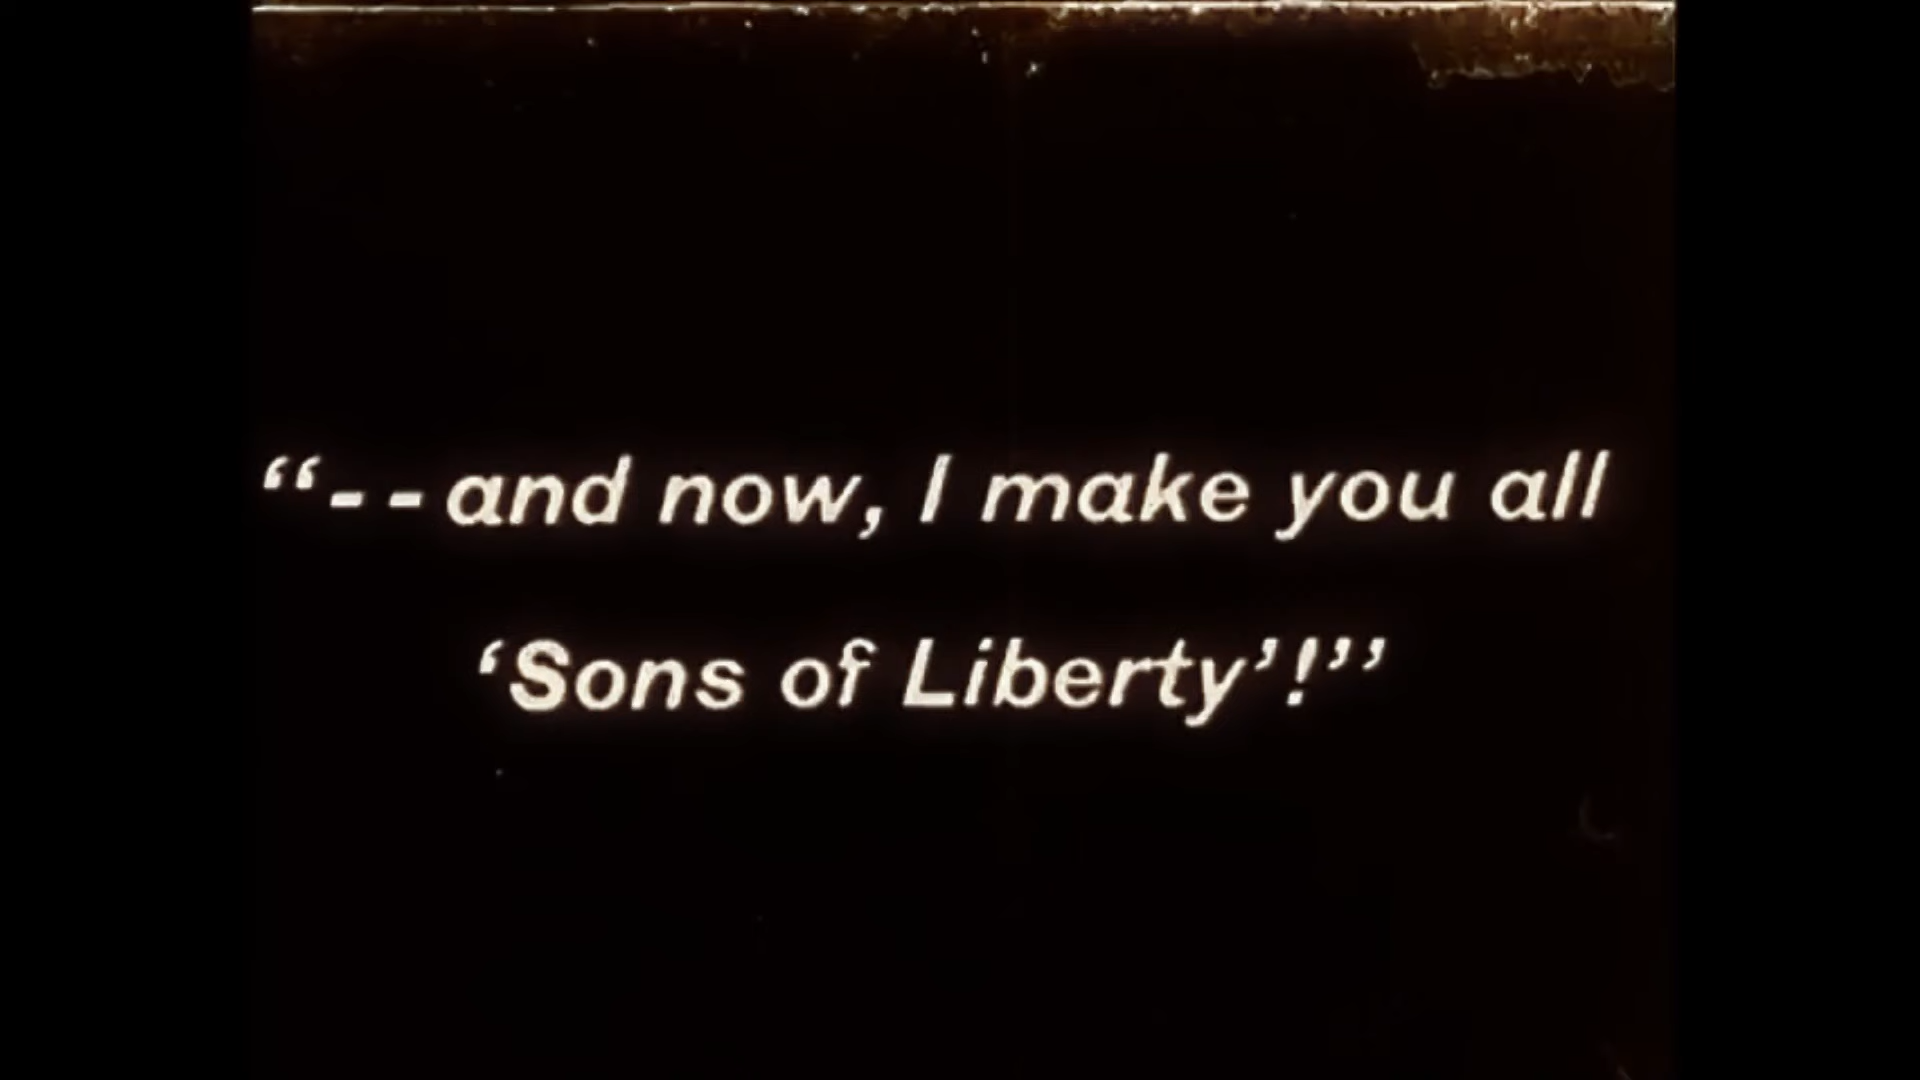 “--and now, I make you all
‘Sons of Liberty’!”